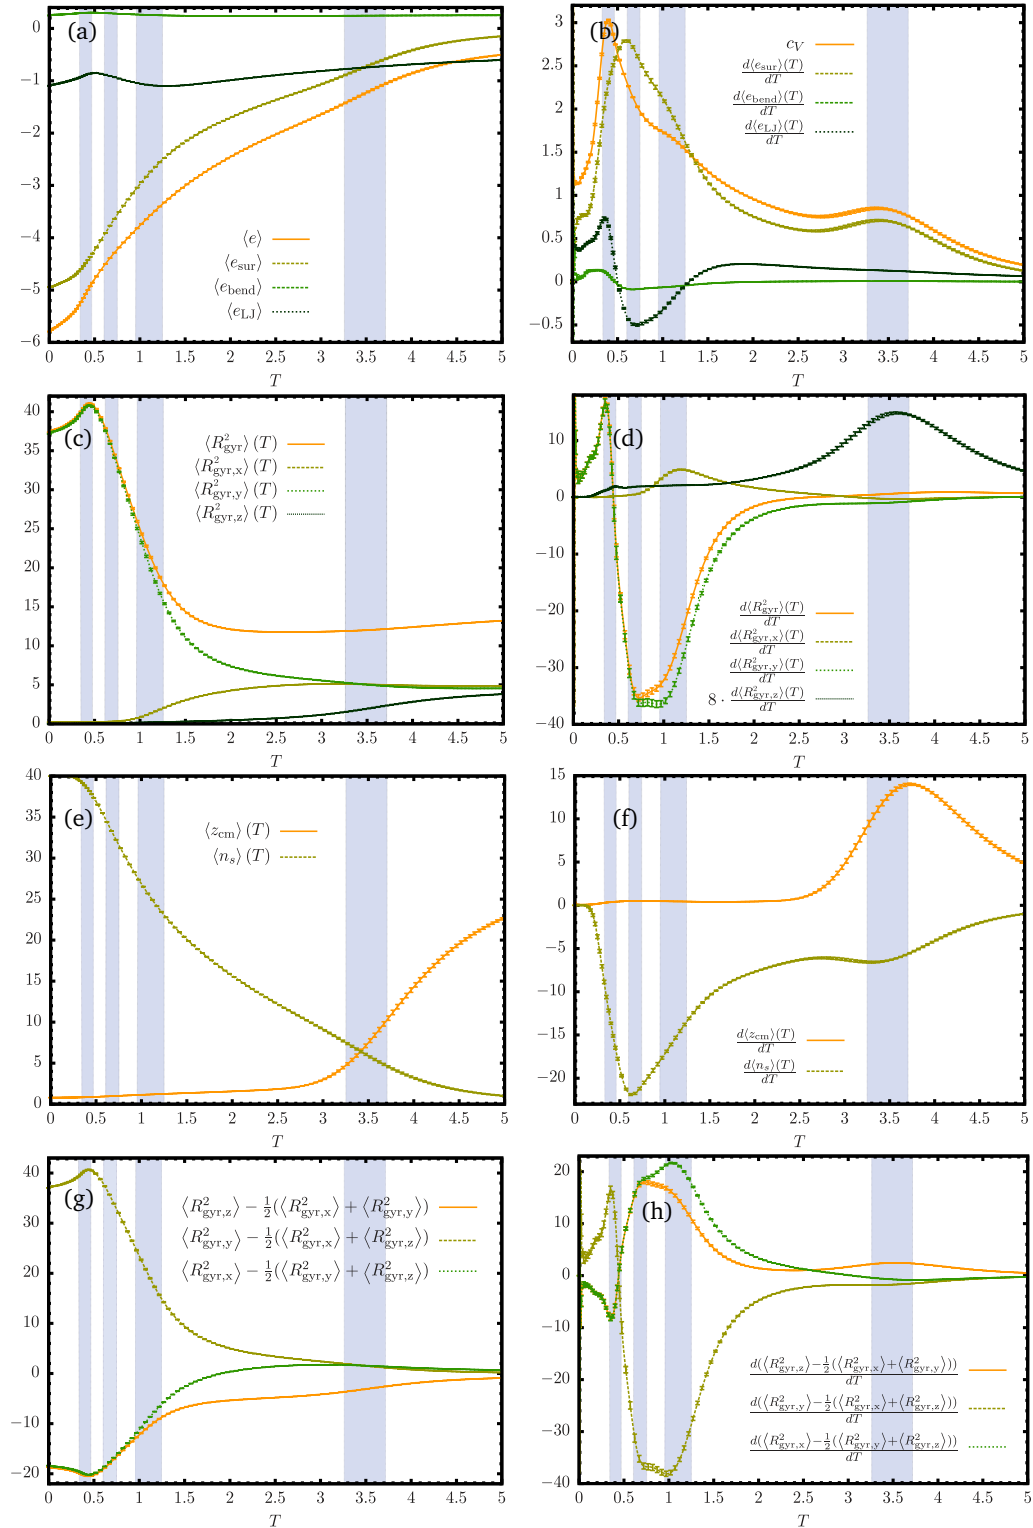 (a)
0
−1
−2
−3
−4
−5
−6
⟨e⟩
⟨e_sur⟩
⟨e_bend⟩
⟨e_LJ⟩
0 0.5 1 1.5 2 2.5 3 3.5 4 4.5 5
T
(b)
3
2.5
2
1.5
1
0.5
0
−0.5
c_V
d⟨e_sur⟩(T)/dT
d⟨e_bend⟩(T)/dT
d⟨e_LJ⟩(T)/dT
0 0.5 1 1.5 2 2.5 3 3.5 4 4.5 5
T
(c)
40
35
30
25
20
15
10
5
0
⟨R²_gyr⟩(T)
⟨R²_gyr,x⟩(T)
⟨R²_gyr,y⟩(T)
⟨R²_gyr,z⟩(T)
0 0.5 1 1.5 2 2.5 3 3.5 4 4.5 5
T
(d)
10
0
−10
−20
−30
−40
d⟨R²_gyr⟩(T)/dT
d⟨R²_gyr,x⟩(T)/dT
d⟨R²_gyr,y⟩(T)/dT
8 · d⟨R²_gyr,z⟩(T)/dT
0 0.5 1 1.5 2 2.5 3 3.5 4 4.5 5
T
(e)
40
35
30
25
20
15
10
5
0
⟨z_cm⟩(T)
⟨n_s⟩(T)
0 0.5 1 1.5 2 2.5 3 3.5 4 4.5 5
T
(f)
15
10
5
0
−5
−10
−15
−20
d⟨z_cm⟩(T)/dT
d⟨n_s⟩(T)/dT
0 0.5 1 1.5 2 2.5 3 3.5 4 4.5 5
T
(g)
40
30
20
10
0
−10
−20
⟨R²_gyr,z⟩ − ½(⟨R²_gyr,x⟩ + ⟨R²_gyr,y⟩)
⟨R²_gyr,y⟩ − ½(⟨R²_gyr,x⟩ + ⟨R²_gyr,z⟩)
⟨R²_gyr,x⟩ − ½(⟨R²_gyr,y⟩ + ⟨R²_gyr,z⟩)
0 0.5 1 1.5 2 2.5 3 3.5 4 4.5 5
T
(h)
20
10
0
−10
−20
−30
−40
d(⟨R²_gyr,z⟩−½(⟨R²_gyr,x⟩+⟨R²_gyr,y⟩))/dT
d(⟨R²_gyr,y⟩−½(⟨R²_gyr,x⟩+⟨R²_gyr,z⟩))/dT
d(⟨R²_gyr,x⟩−½(⟨R²_gyr,y⟩+⟨R²_gyr,z⟩))/dT
0 0.5 1 1.5 2 2.5 3 3.5 4 4.5 5
T